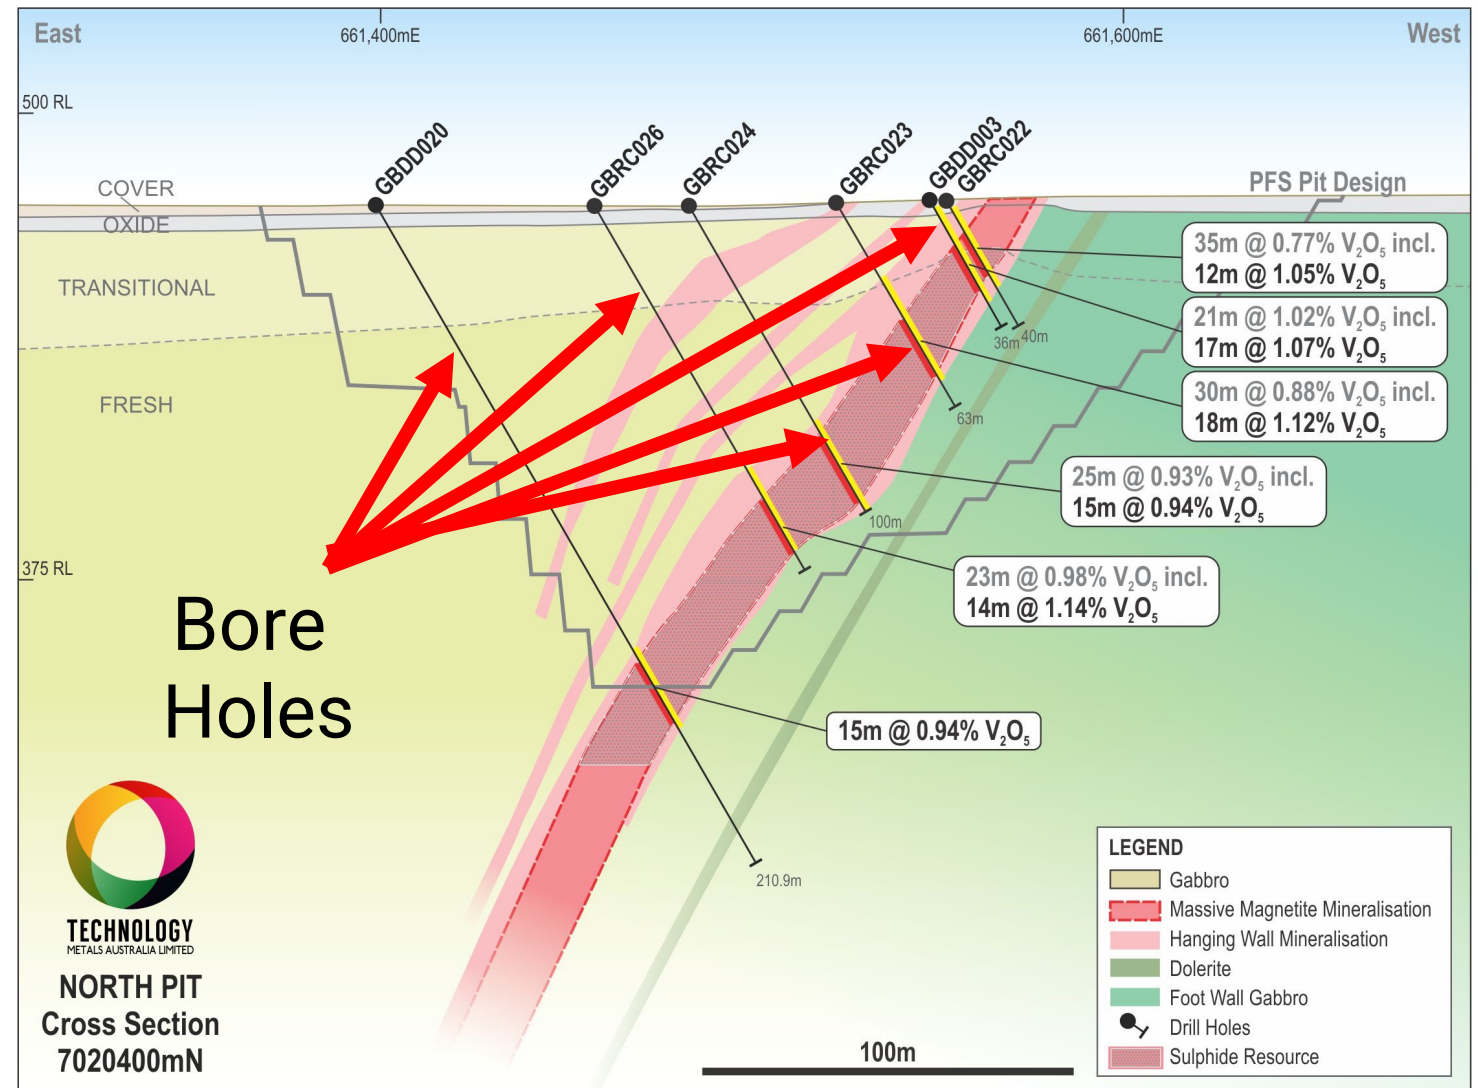 East
661,400mE
661,600mE
West
500 RL
GBDD020
GBRC026
GBRC024
GBRC023
GBDD003
GBRC022
COVER
OXIDE
PFS Pit Design
TRANSITIONAL
FRESH
35m @ 0.77% V₂O₅ incl.
12m @ 1.05% V₂O₅
21m @ 1.02% V₂O₅ incl.
17m @ 1.07% V₂O₅
36m
40m
30m @ 0.88% V₂O₅ incl.
18m @ 1.12% V₂O₅
63m
25m @ 0.93% V₂O₅ incl.
15m @ 0.94% V₂O₅
100m
375 RL
23m @ 0.98% V₂O₅ incl.
14m @ 1.14% V₂O₅
Bore
Holes
15m @ 0.94% V₂O₅
210.9m
TECHNOLOGY
METALS AUSTRALIA LIMITED
NORTH PIT
Cross Section
7020400mN
100m
LEGEND
Gabbro
Massive Magnetite Mineralisation
Hanging Wall Mineralisation
Dolerite
Foot Wall Gabbro
Drill Holes
Sulphide Resource